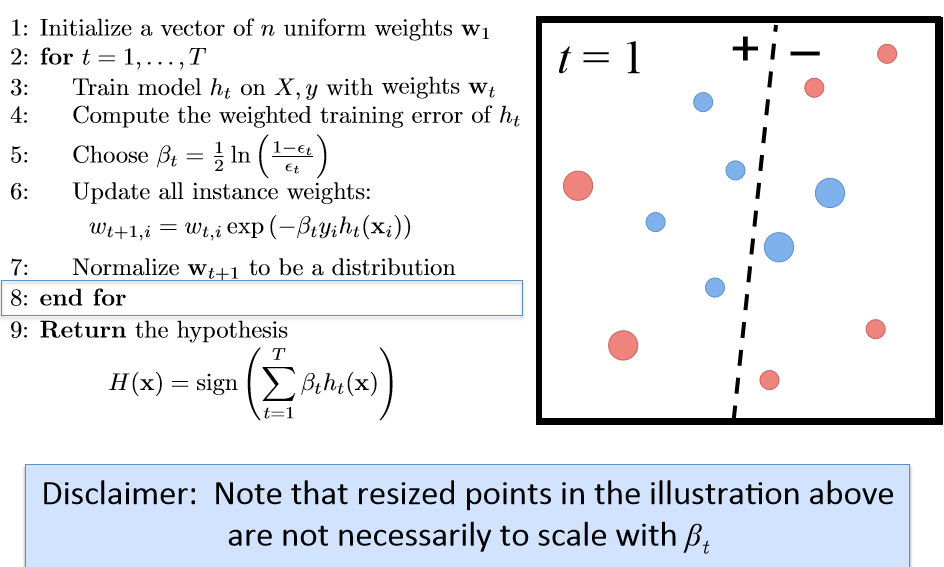 1: Initialize a vector of n uniform weights w₁
2: for t = 1, . . . , T
3: Train model hₜ on X, y with weights wₜ
4: Compute the weighted training error of hₜ
5: Choose βₜ = ½ ln ((1−ϵₜ)/ϵₜ)
6: Update all instance weights:
wₜ₊₁,ᵢ = wₜ,ᵢ exp (−βₜyᵢhₜ(xᵢ))
7: Normalize wₜ₊₁ to be a distribution
8: end for
9: Return the hypothesis
H(x) = sign (∑ₜ₌₁ᵀ βₜhₜ(x))
t = 1
+ −
Disclaimer: Note that resized points in the illustration above
are not necessarily to scale with βₜ